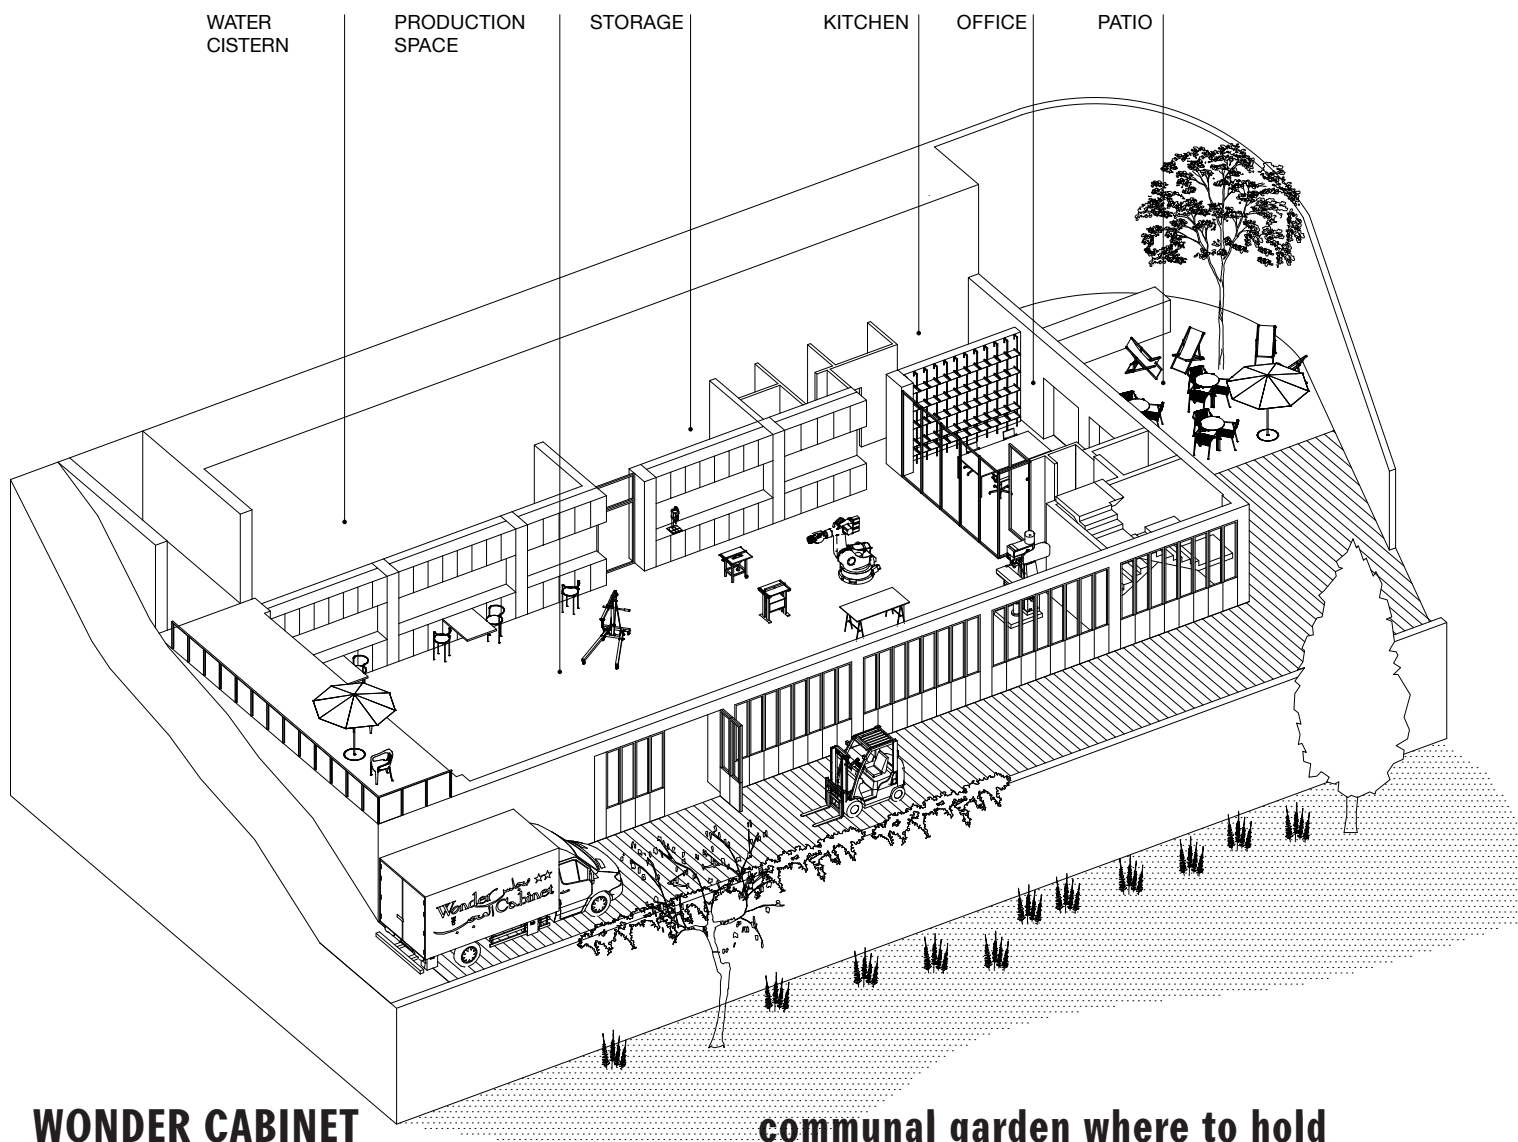 WATER
CISTERN
PRODUCTION
SPACE
STORAGE
KITCHEN
OFFICE
PATIO
Wonder
Cabinet
WONDER CABINET
communal garden where to hold